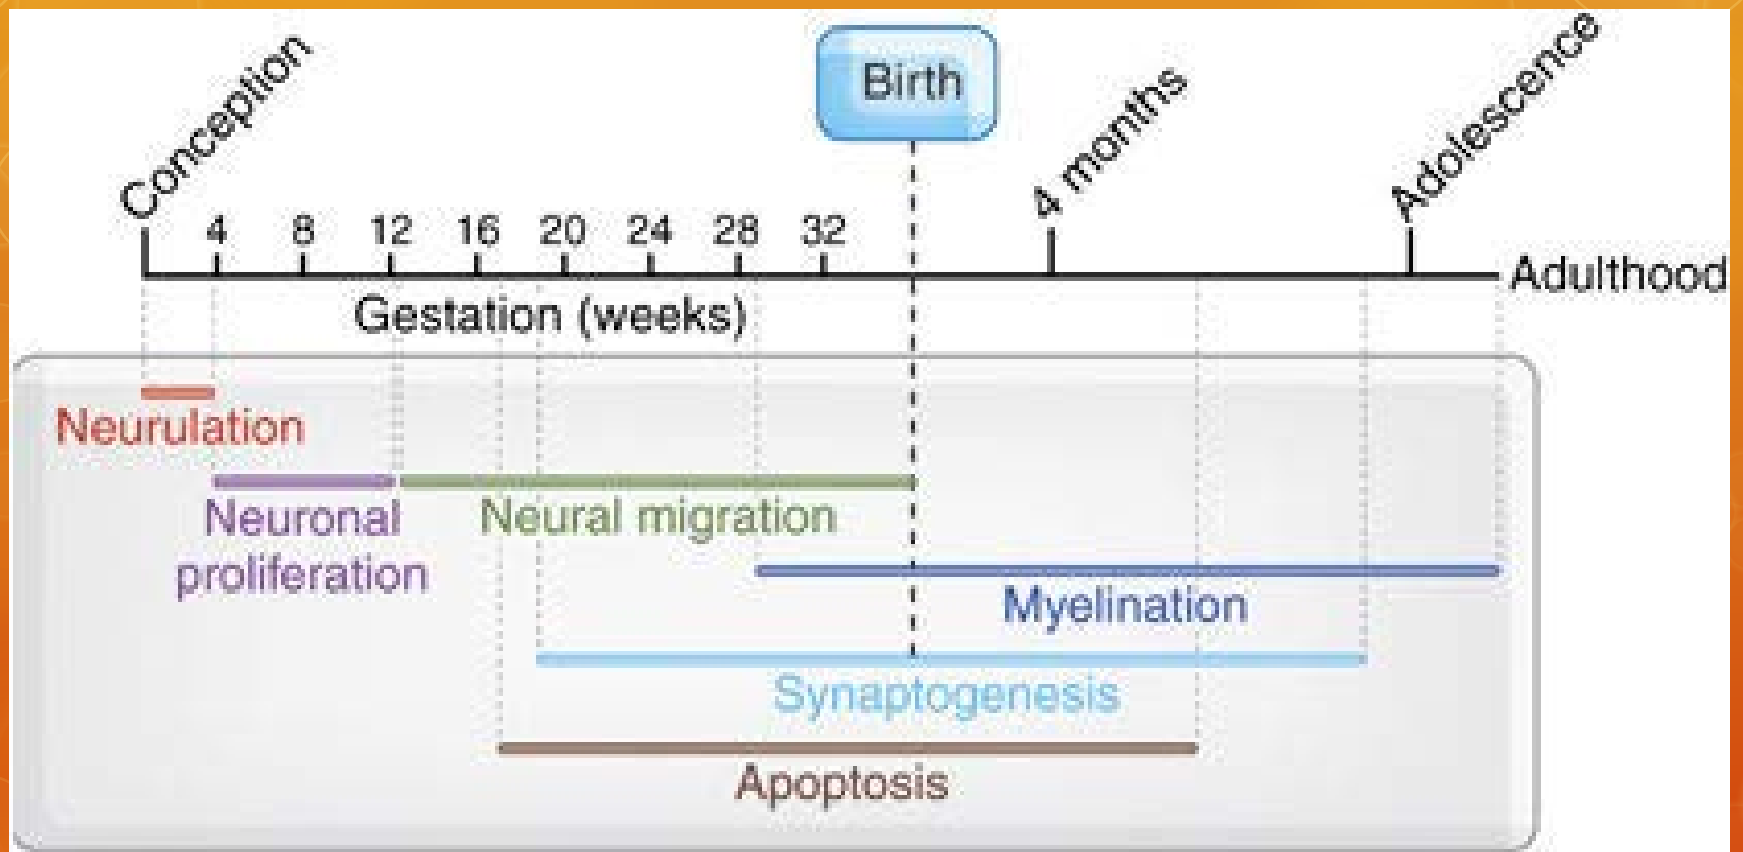 Birth
Conception
4 months
Adolescence
4 8 12 16 20 24 28 32
Adulthood
Gestation (weeks)
Neurulation
Neuronal
proliferation
Neural migration
Myelination
Synaptogenesis
Apoptosis